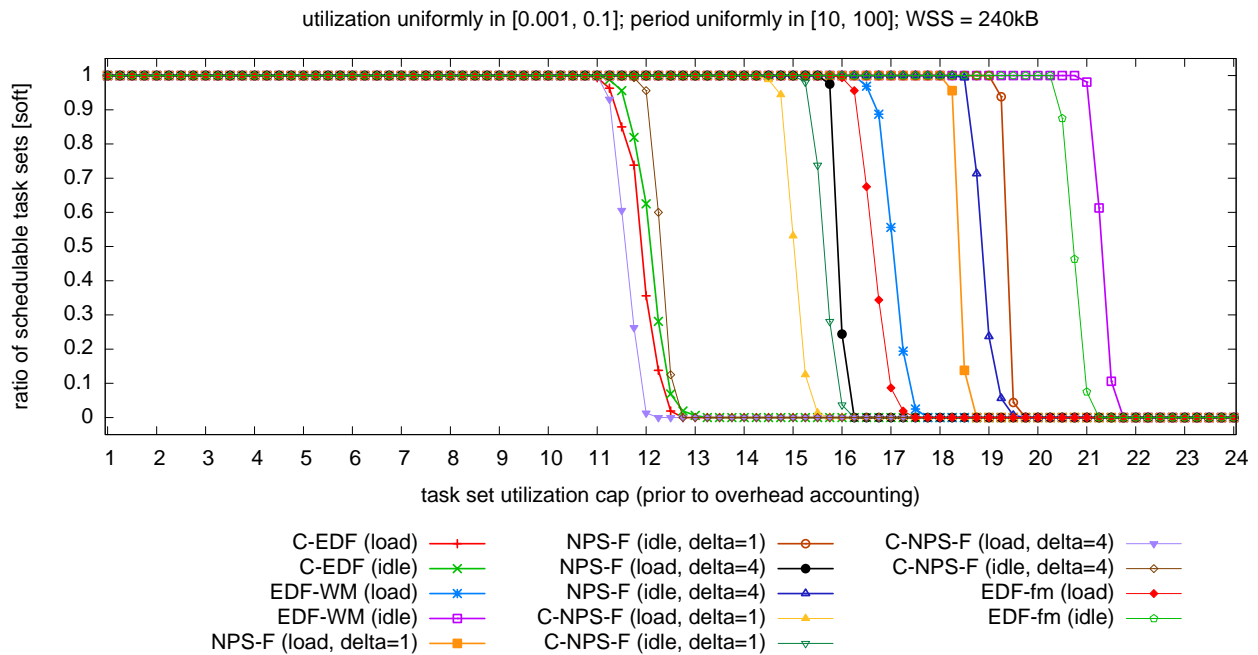 utilization uniformly in [0.001, 0.1]; period uniformly in [10, 100]; WSS = 240kB
ratio of schedulable task sets [soft]
1
0.9
0.8
0.7
0.6
0.5
0.4
0.3
0.2
0.1
0
1 2 3 4 5 6 7 8 9 10 11 12 13 14 15 16 17 18 19 20 21 22 23 24
task set utilization cap (prior to overhead accounting)
C-EDF (load)
C-EDF (idle)
EDF-WM (load)
EDF-WM (idle)
NPS-F (load, delta=1)
NPS-F (idle, delta=1)
NPS-F (load, delta=4)
NPS-F (idle, delta=4)
C-NPS-F (load, delta=1)
C-NPS-F (idle, delta=1)
C-NPS-F (load, delta=4)
C-NPS-F (idle, delta=4)
EDF-fm (load)
EDF-fm (idle)